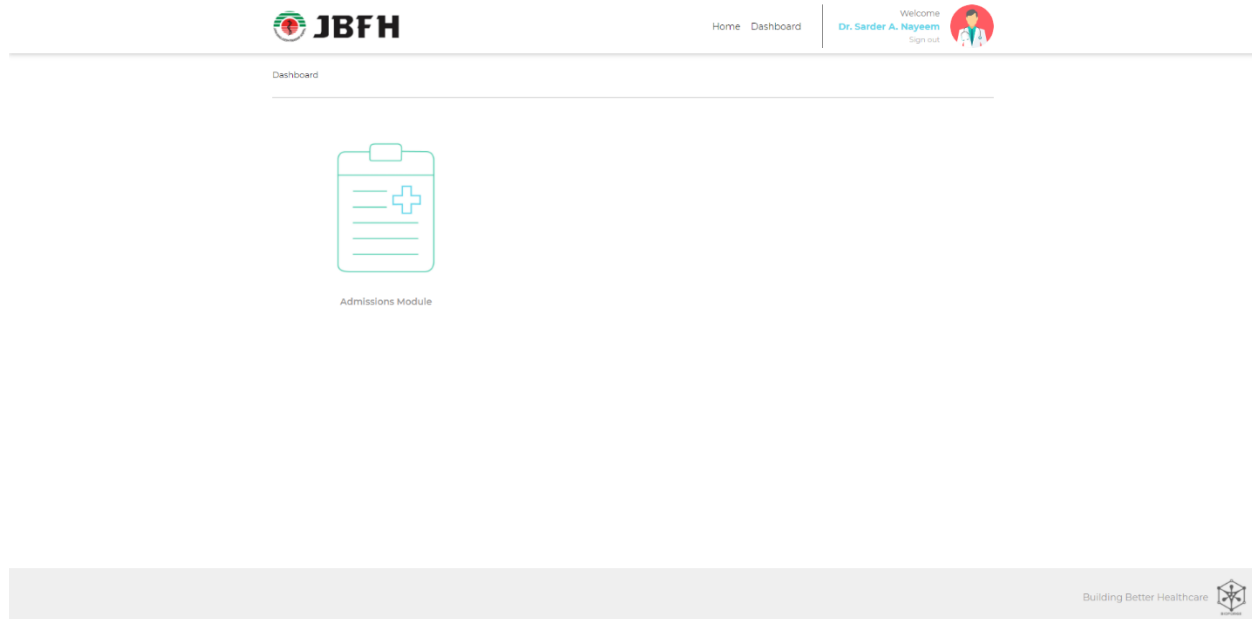 JBFH
Home Dashboard
Welcome
Dr. Sarder A. Nayeem
Sign out
Dashboard
Admissions Module
Building Better Healthcare